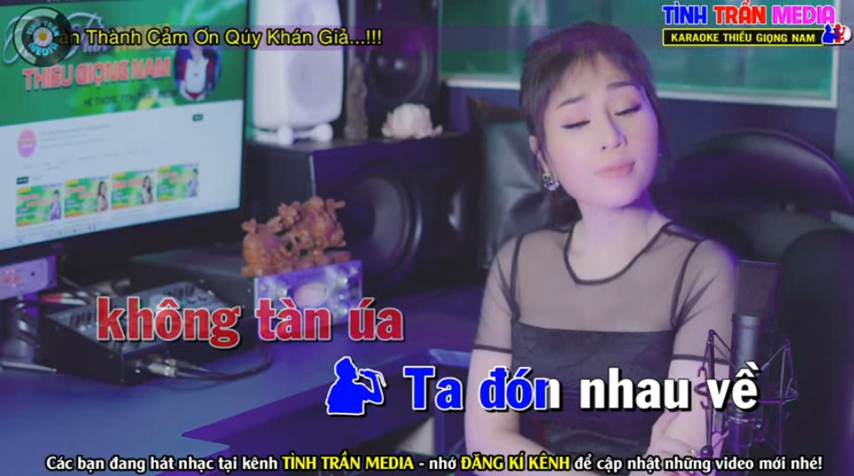 TÌNH TRẦN MEDIA
Thành Cảm Ơn Qúy Khán Giả...!!!
KARAOKE THIẾU GIỌNG NAM
THIẾU GIỌNG NAM
không tàn úa
Ta đón nhau về
Các bạn đang hát nhạc tại kênh TÌNH TRẦN MEDIA - nhớ ĐĂNG KÍ KÊNH để cập nhật những video mới nhé!